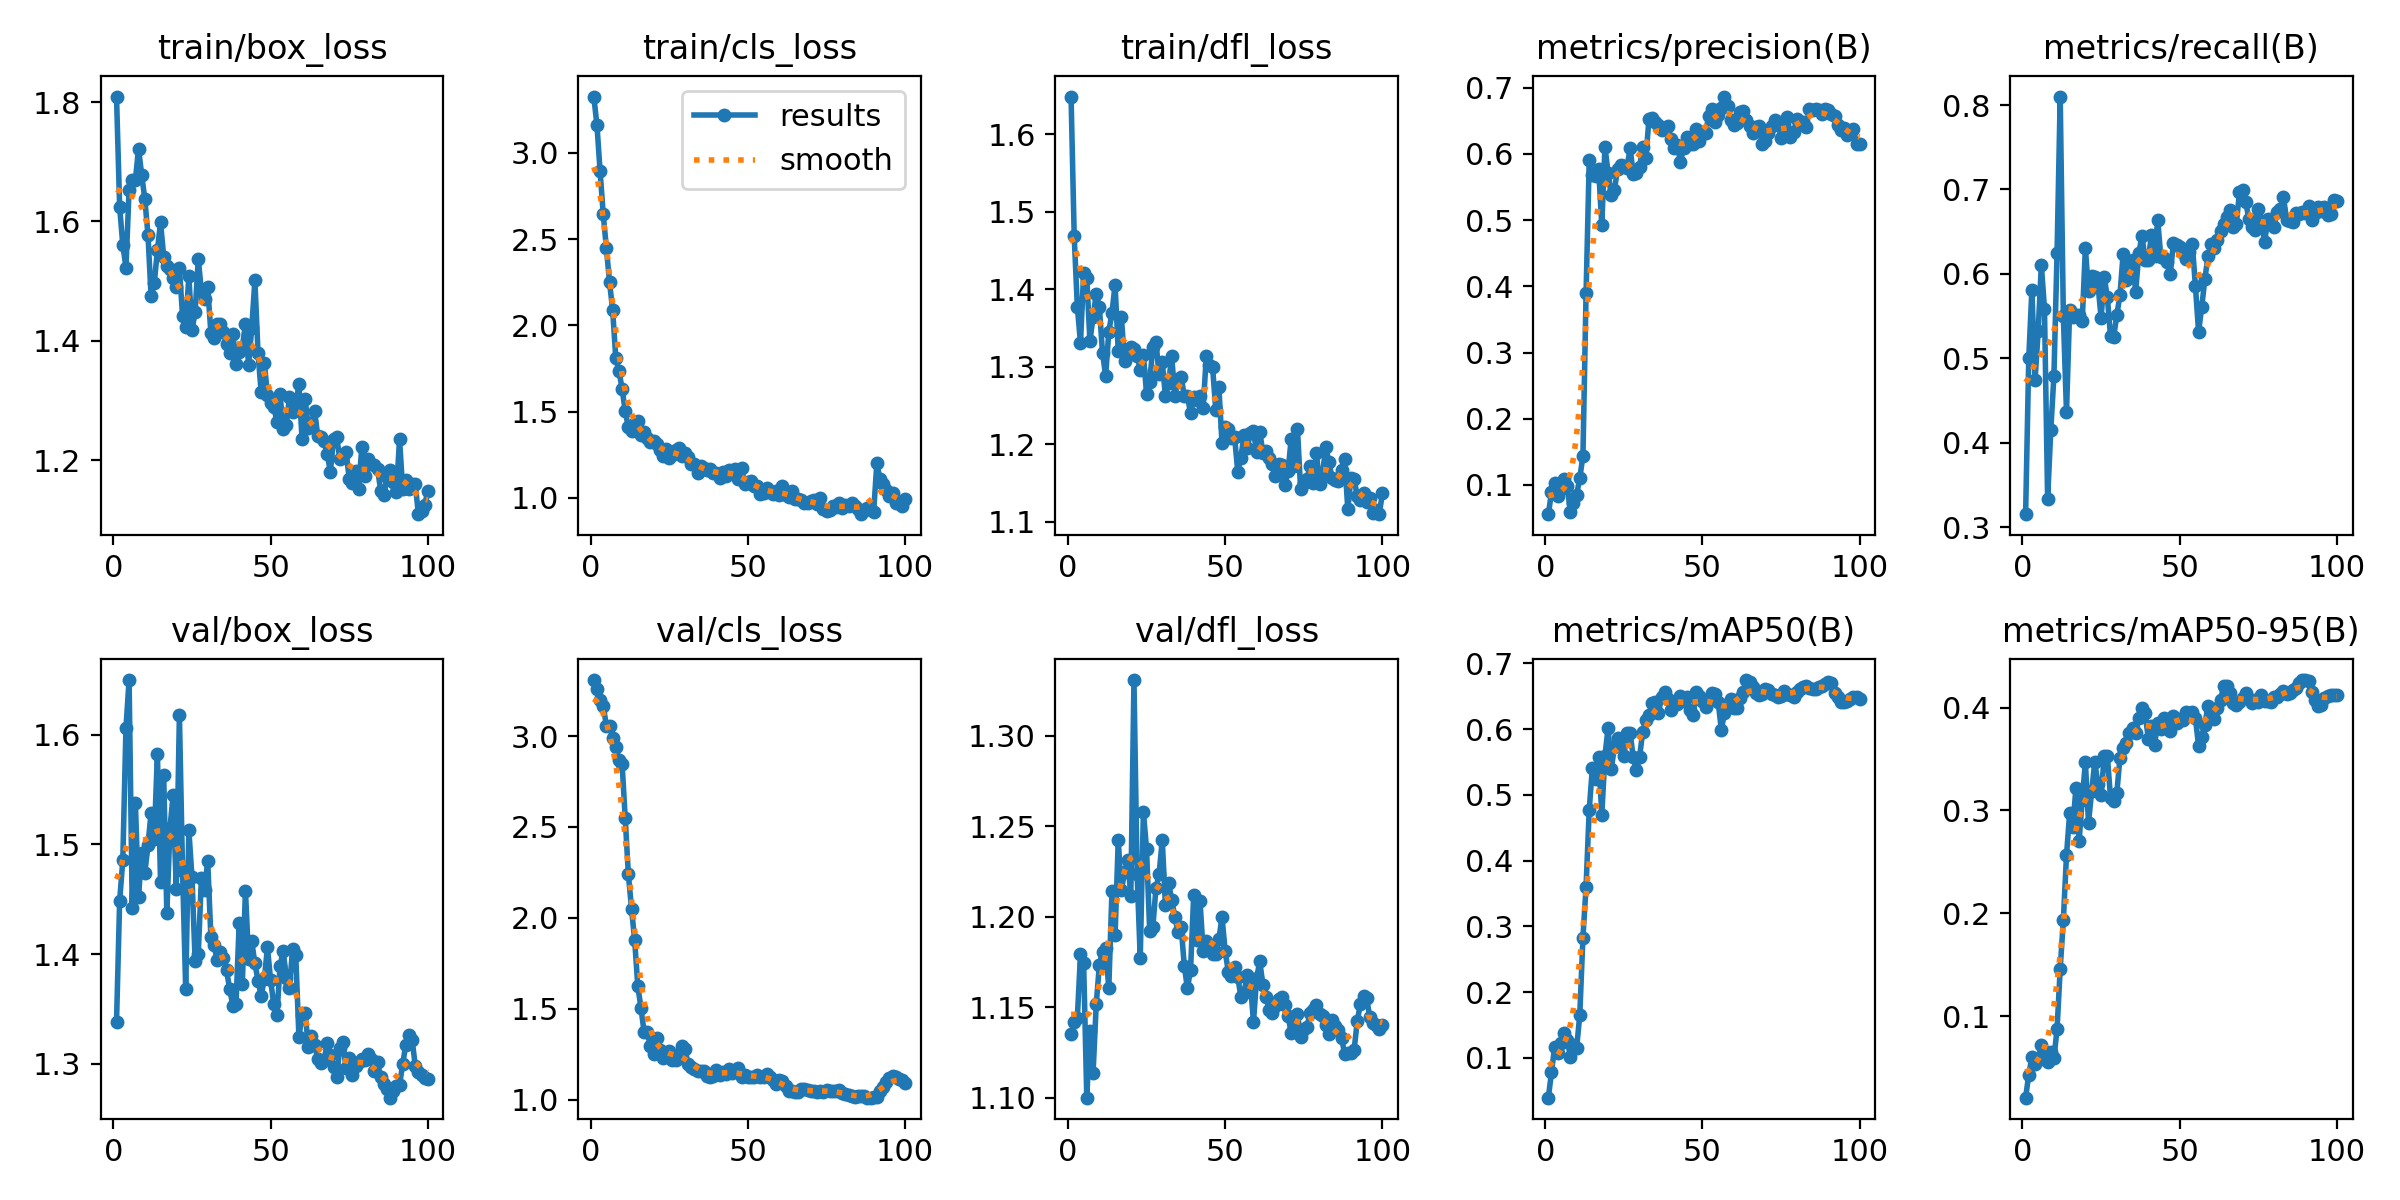 train/box_loss
1.8
1.6
1.4
1.2
0 50 100
train/cls_loss
results
smooth
3.0
2.5
2.0
1.5
1.0
0 50 100
train/dfl_loss
1.6
1.5
1.4
1.3
1.2
1.1
0 50 100
metrics/precision(B)
0.7
0.6
0.5
0.4
0.3
0.2
0.1
0 50 100
metrics/recall(B)
0.8
0.7
0.6
0.5
0.4
0.3
0 50 100
val/box_loss
1.6
1.5
1.4
1.3
0 50 100
val/cls_loss
3.0
2.5
2.0
1.5
1.0
0 50 100
val/dfl_loss
1.30
1.25
1.20
1.15
1.10
0 50 100
metrics/mAP50(B)
0.7
0.6
0.5
0.4
0.3
0.2
0.1
0 50 100
metrics/mAP50-95(B)
0.4
0.3
0.2
0.1
0 50 100